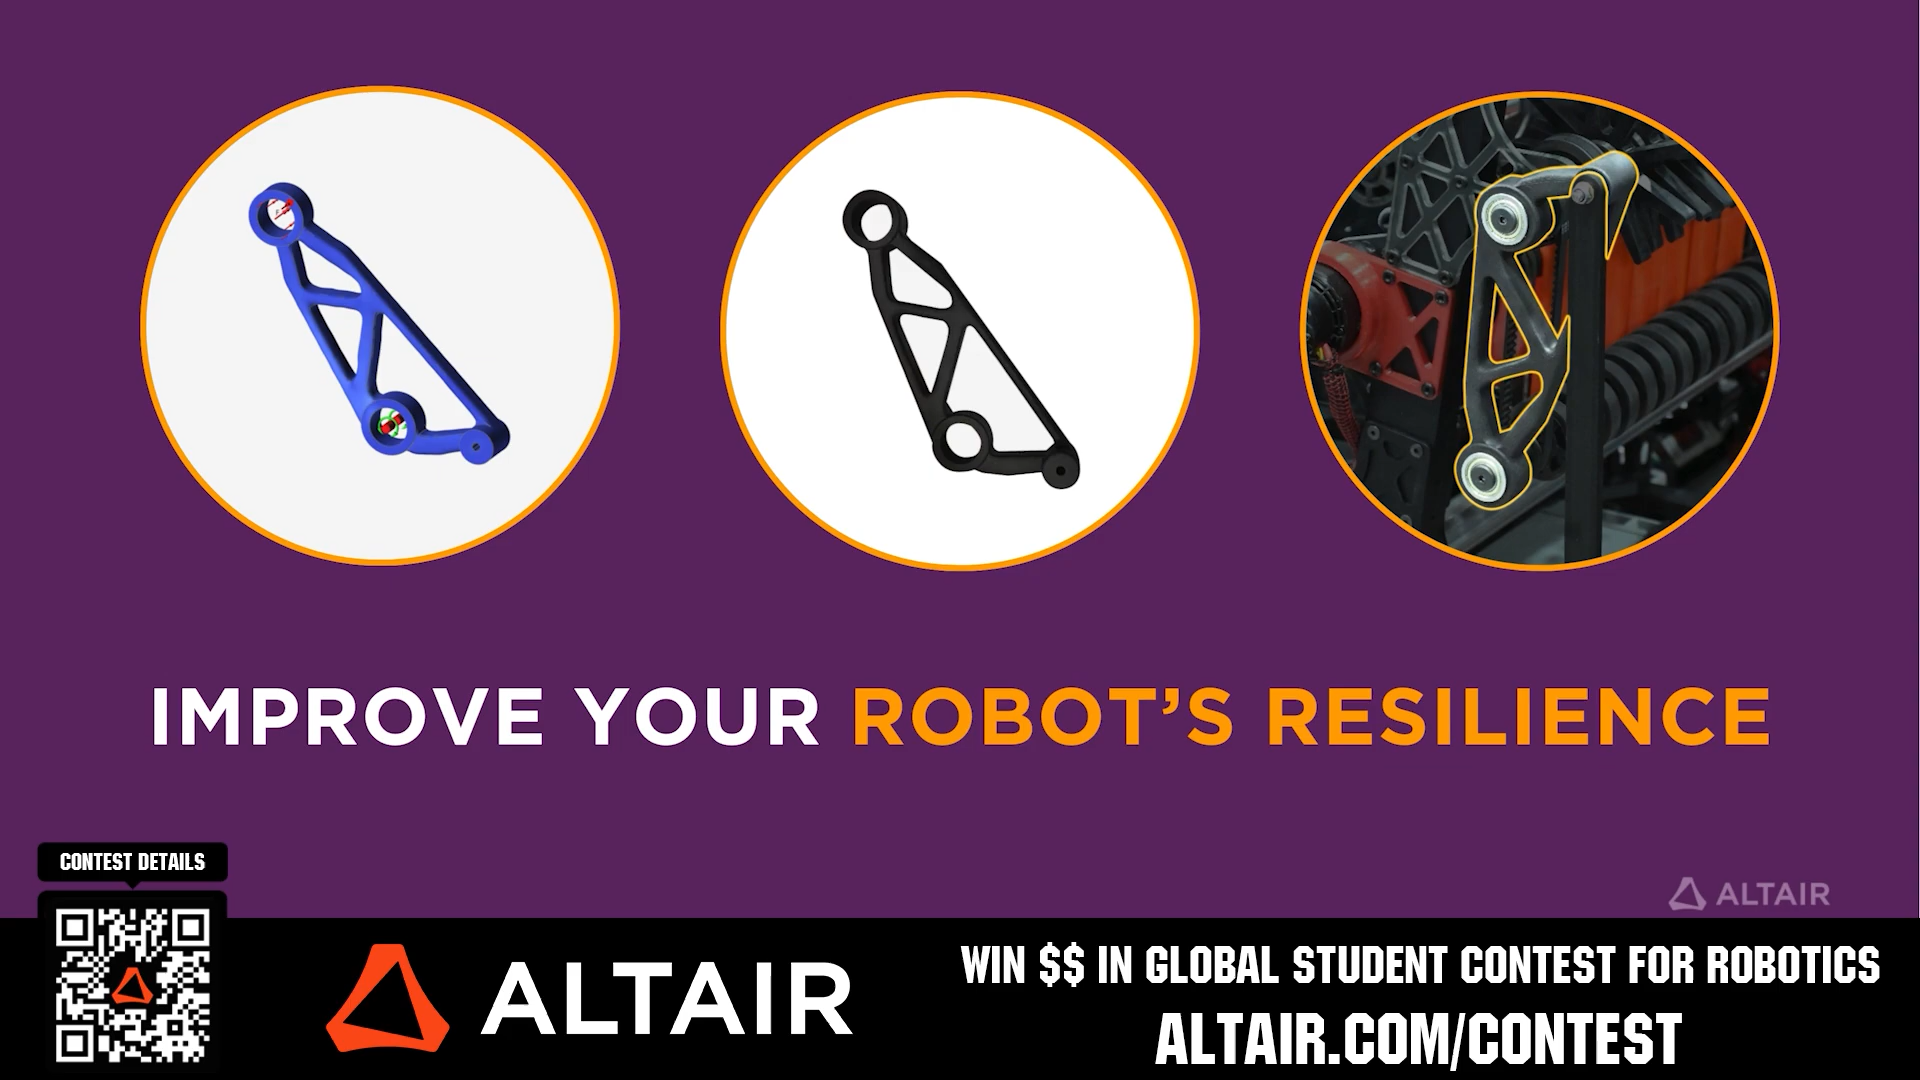 IMPROVE YOUR ROBOT'S RESILIENCE
CONTEST DETAILS
ALTAIR
ALTAIR
WIN $$ IN GLOBAL STUDENT CONTEST FOR ROBOTICS
ALTAIR.COM/CONTEST